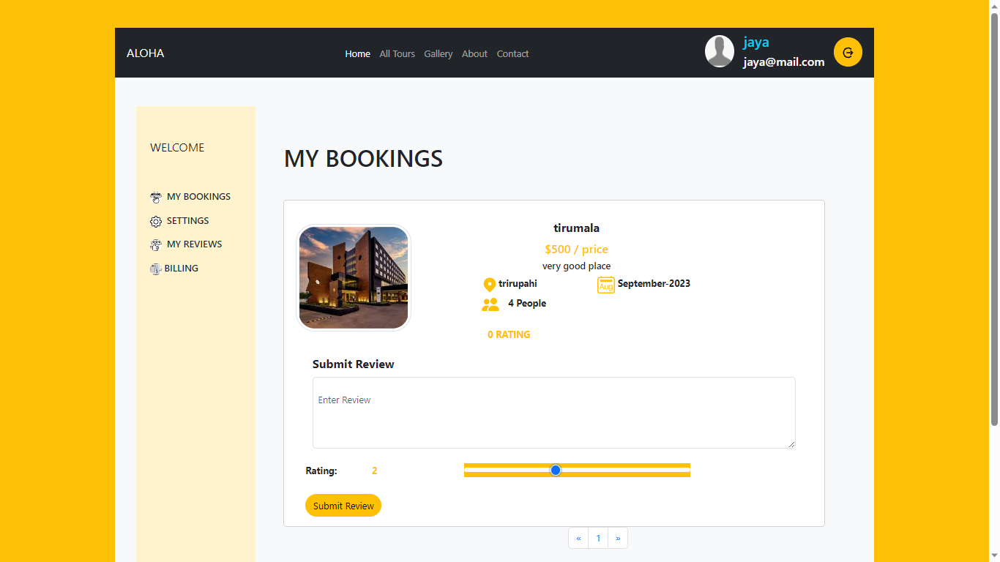 ALOHA
Home All Tours Gallery About Contact
jaya
jaya@mail.com
WELCOME
MY BOOKINGS
SETTINGS
MY REVIEWS
BILLING
MY BOOKINGS
tirumala
$500 / price
very good place
trirupahi
Aug September-2023
4 People
0 RATING
Submit Review
Enter Review
Rating: 2
Submit Review
« 1 »